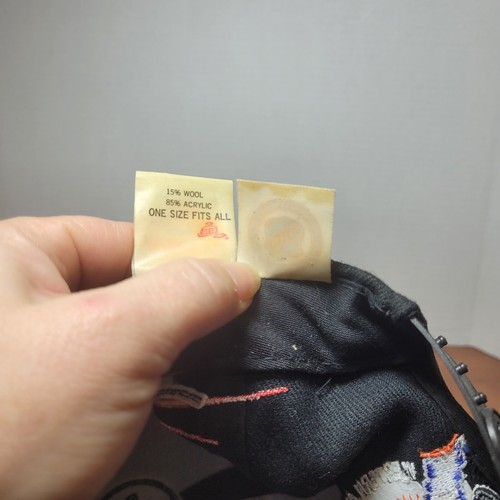 15% WOOL
85% ACRYLIC
ONE SIZE FITS ALL